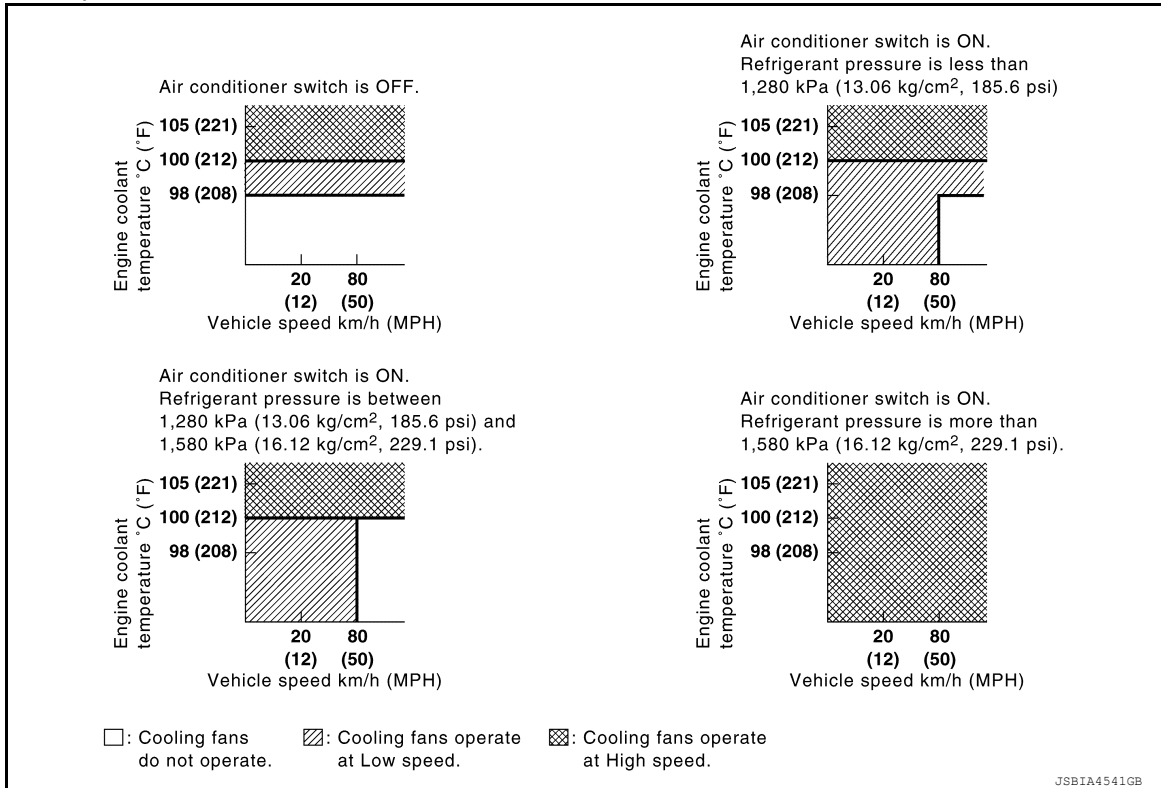 Air conditioner switch is OFF.
Engine coolant
temperature ˚C (˚F)
105 (221)
100 (212)
98 (208)
20
(12)
80
(50)
Vehicle speed km/h (MPH)
Air conditioner switch is ON.
Refrigerant pressure is less than
1,280 kPa (13.06 kg/cm², 185.6 psi)
Engine coolant
temperature ˚C (˚F)
105 (221)
100 (212)
98 (208)
20
(12)
80
(50)
Vehicle speed km/h (MPH)
Air conditioner switch is ON.
Refrigerant pressure is between
1,280 kPa (13.06 kg/cm², 185.6 psi) and
1,580 kPa (16.12 kg/cm², 229.1 psi).
Engine coolant
temperature ˚C (˚F)
105 (221)
100 (212)
98 (208)
20
(12)
80
(50)
Vehicle speed km/h (MPH)
Air conditioner switch is ON.
Refrigerant pressure is more than
1,580 kPa (16.12 kg/cm², 229.1 psi).
Engine coolant
temperature ˚C (˚F)
105 (221)
100 (212)
98 (208)
20
(12)
80
(50)
Vehicle speed km/h (MPH)
: Cooling fans
do not operate.
: Cooling fans operate
at Low speed.
: Cooling fans operate
at High speed.
JSBIA4541GB